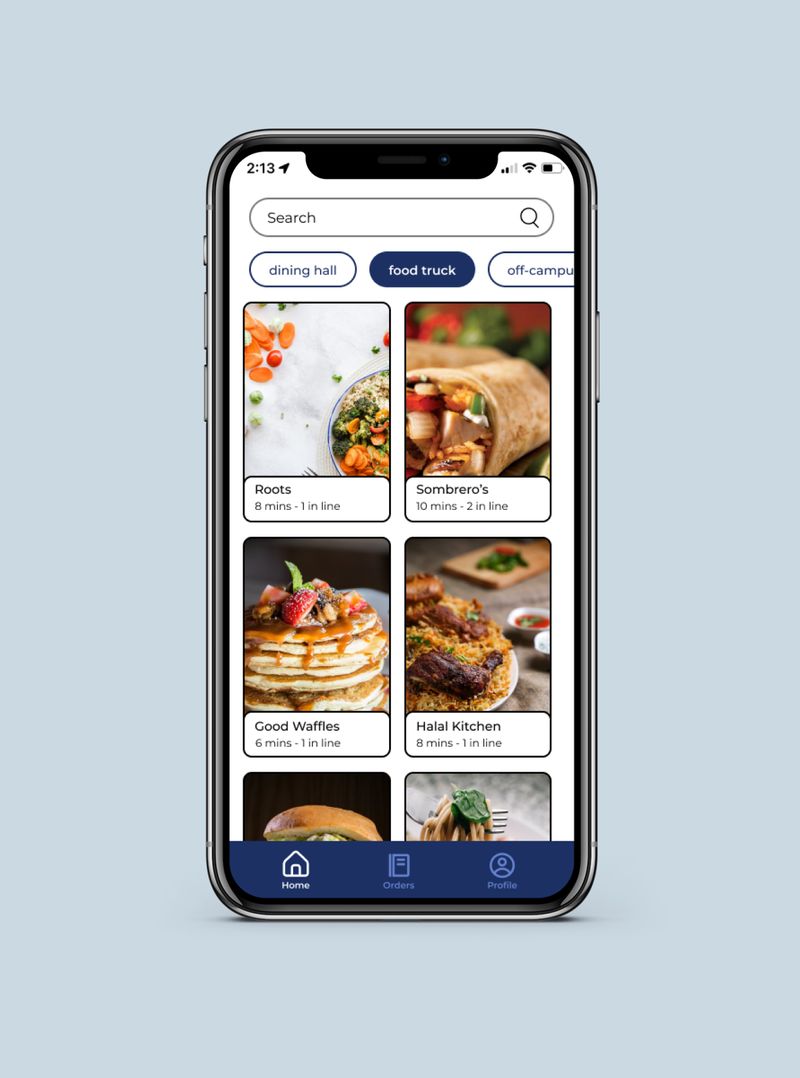 2:13
Search
dining hall
food truck
off-campu
Roots
8 mins - 1 in line
Sombrero's
10 mins - 2 in line
Good Waffles
6 mins - 1 in line
Halal Kitchen
8 mins - 1 in line
Home
Orders
Profile